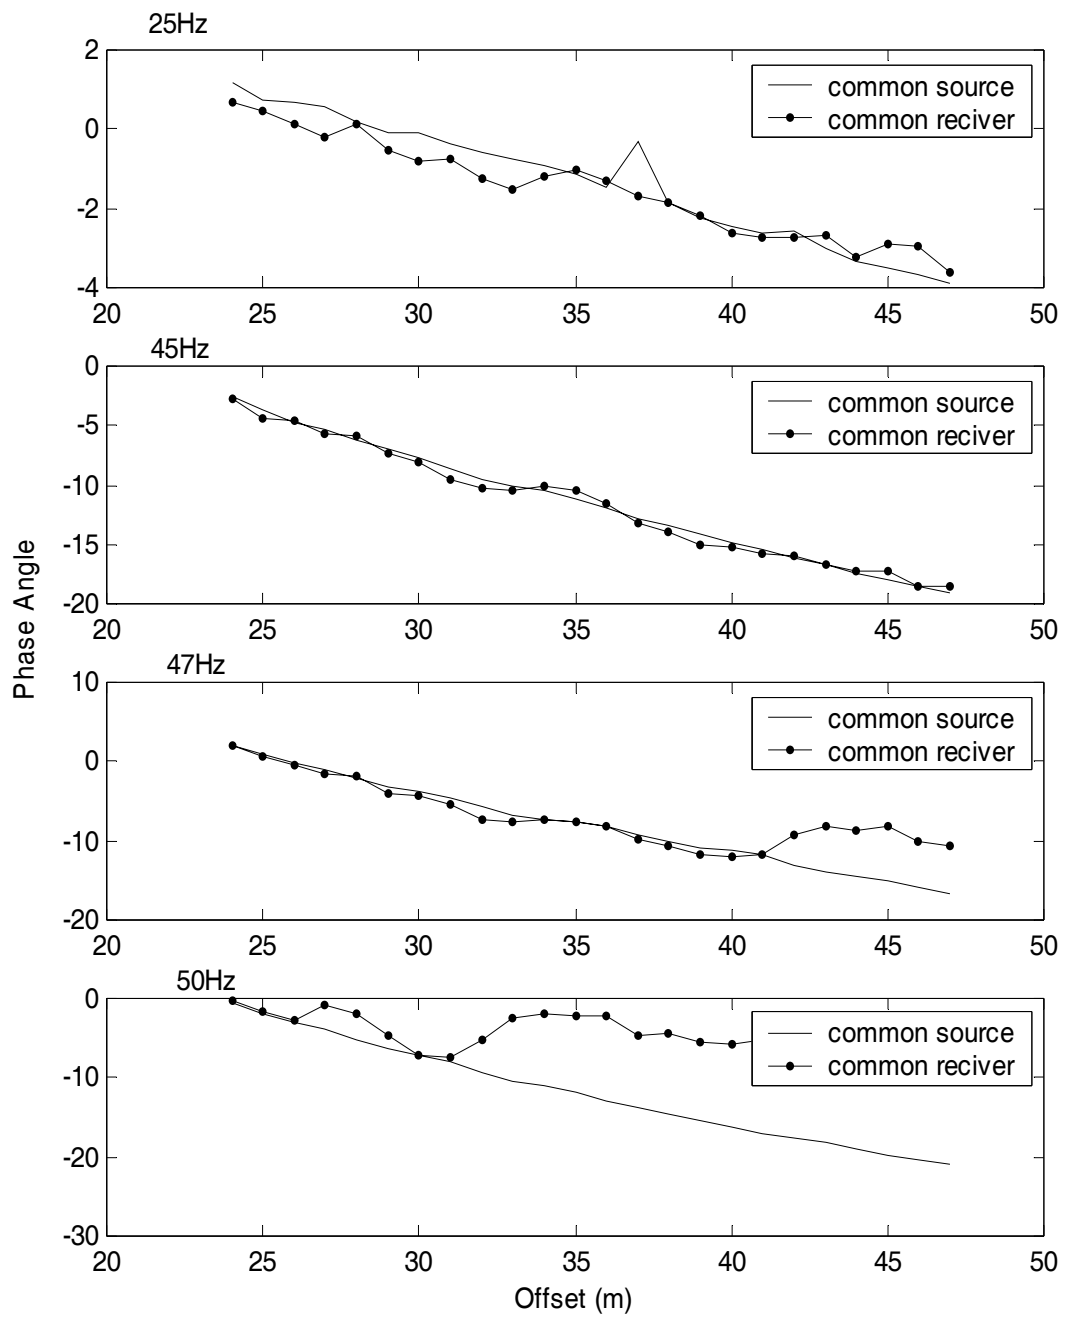 25Hz
2
0
-2
-4
common source
common reciver
20 25 30 35 40 45 50
45Hz
0
-5
-10
-15
-20
common source
common reciver
20 25 30 35 40 45 50
Phase Angle
47Hz
10
0
-10
-20
common source
common reciver
20 25 30 35 40 45 50
50Hz
0
-10
-20
-30
common source
common reciver
20 25 30 35 40 45 50
Offset (m)